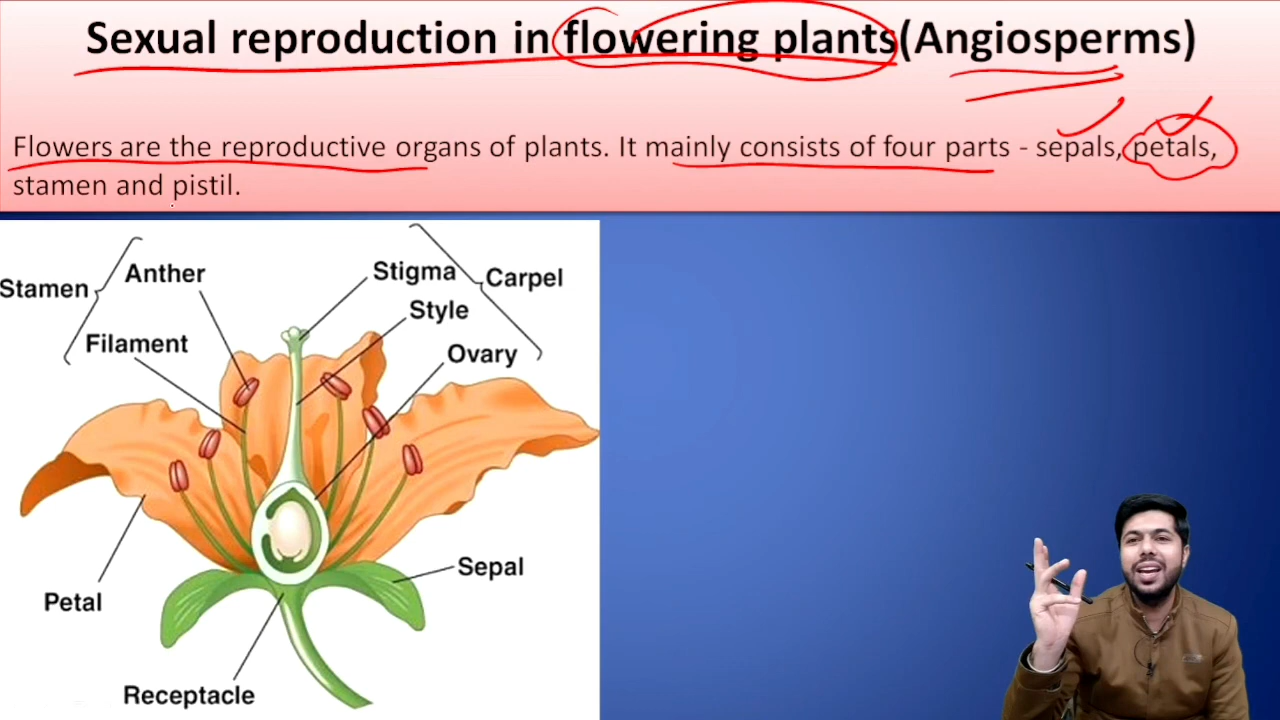 Sexual reproduction in flowering plants(Angiosperms)
Flowers are the reproductive organs of plants. It mainly consists of four parts - sepals, petals,
stamen and pistil.
Stamen
Anther
Filament
Stigma
Carpel
Style
Ovary
Sepal
Petal
Receptacle